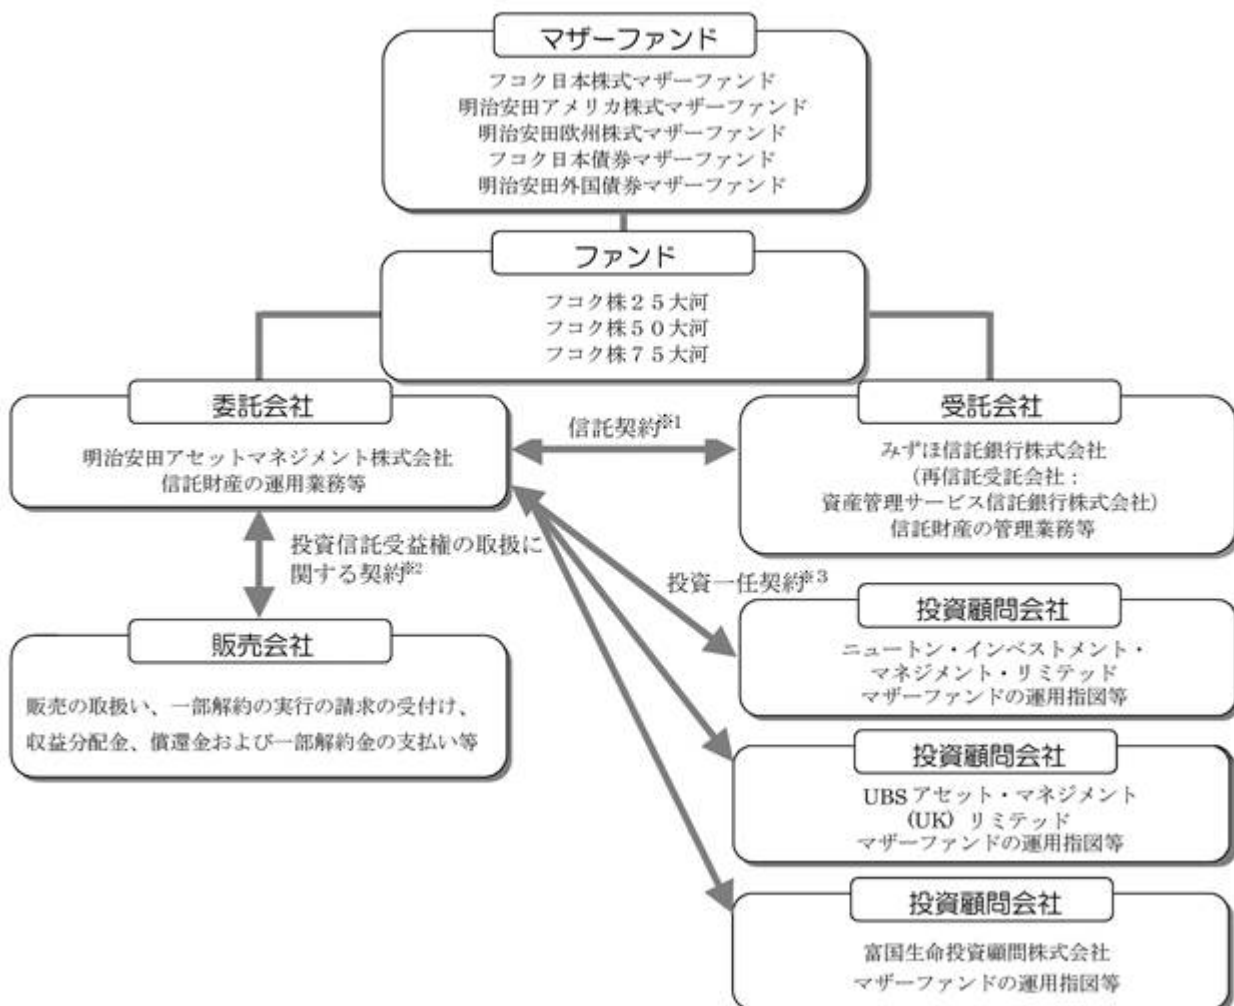 マザーファンド
フコク日本株式マザーファンド
明治安田アメリカ株式マザーファンド
明治安田欧州株式マザーファンド
フコク日本債券マザーファンド
明治安田外国債券マザーファンド
ファンド
フコク株25大河
フコク株50大河
フコク株75大河
委託会社
明治安田アセットマネジメント株式会社
信託財産の運用業務等
信託契約※1
受託会社
みずほ信託銀行株式会社
(再信託受託会社:
資産管理サービス信託銀行株式会社)
信託財産の管理業務等
投資信託受益権の取扱に
関する契約※2
投資一任契約※3
販売会社
販売の取扱い、一部解約の実行の請求の受付け、
収益分配金、償還金および一部解約金の支払い等
投資顧問会社
ニュートン・インベストメント・
マネジメント・リミテッド
マザーファンドの運用指図等
投資顧問会社
UBSアセット・マネジメント
(UK) リミテッド
マザーファンドの運用指図等
投資顧問会社
富国生命投資顧問株式会社
マザーファンドの運用指図等